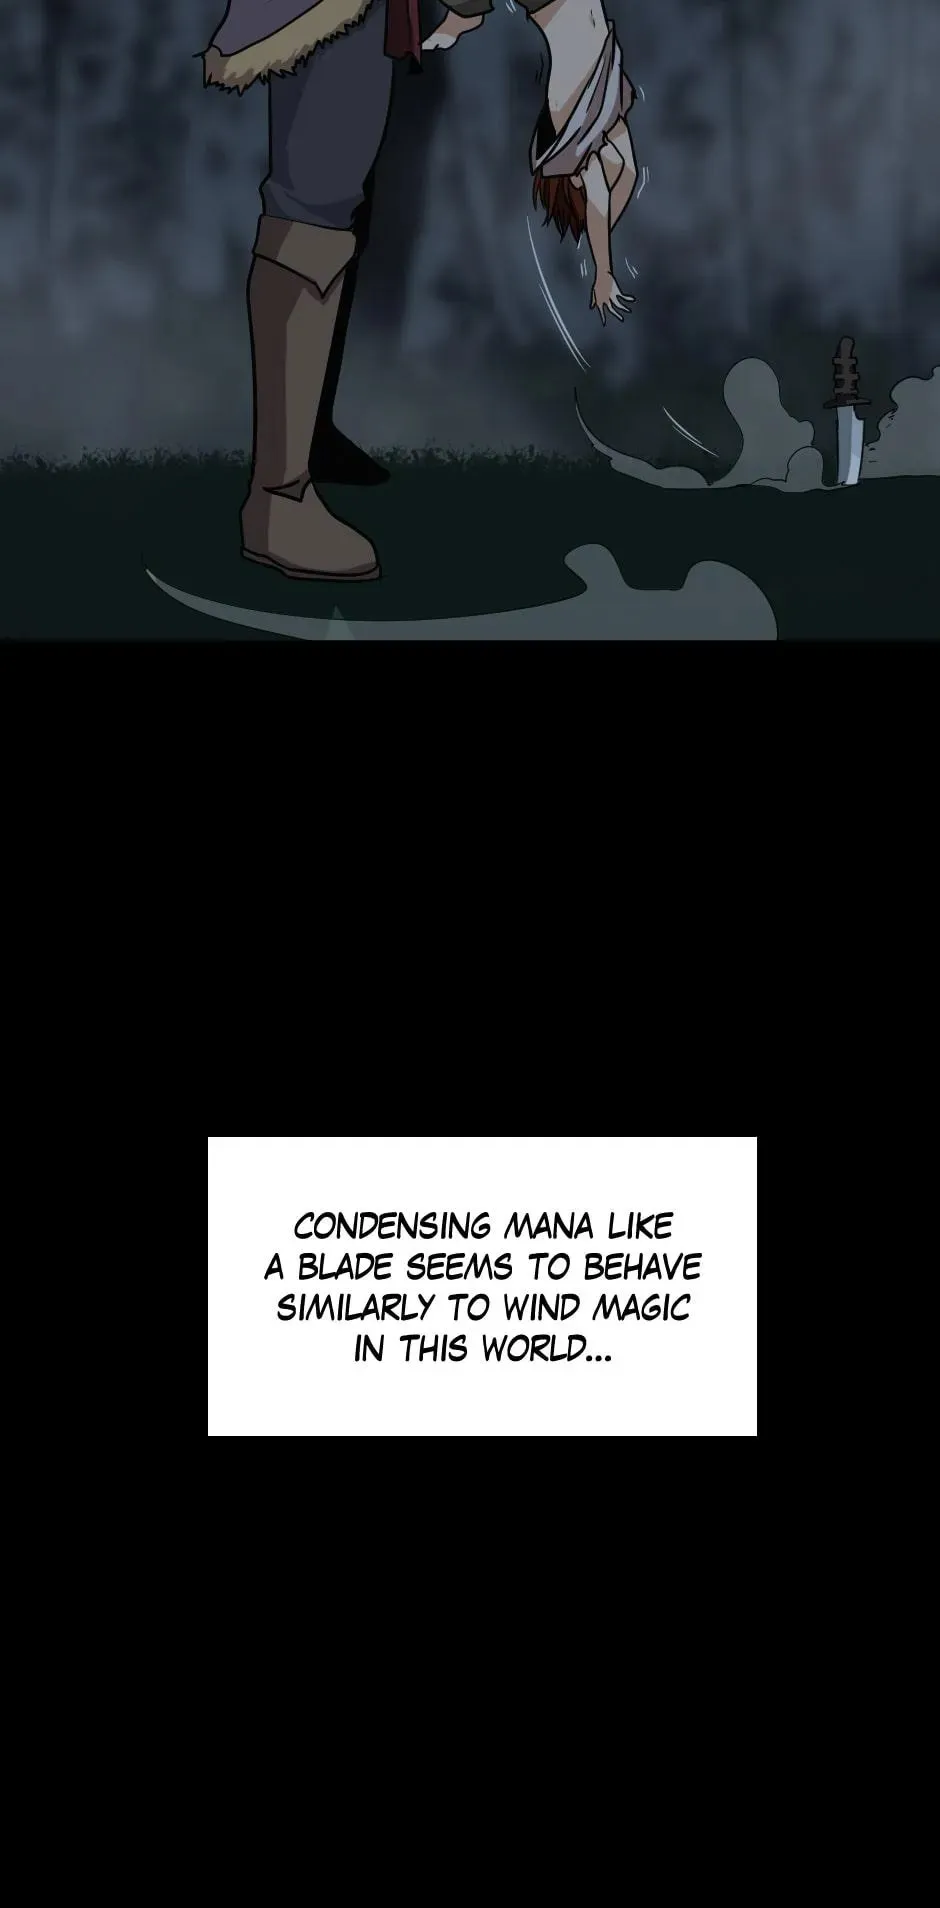 CONDENSING MANA LIKE
A BLADE SEEMS TO BEHAVE
SIMILARLY TO WIND MAGIC
IN THIS WORLD...